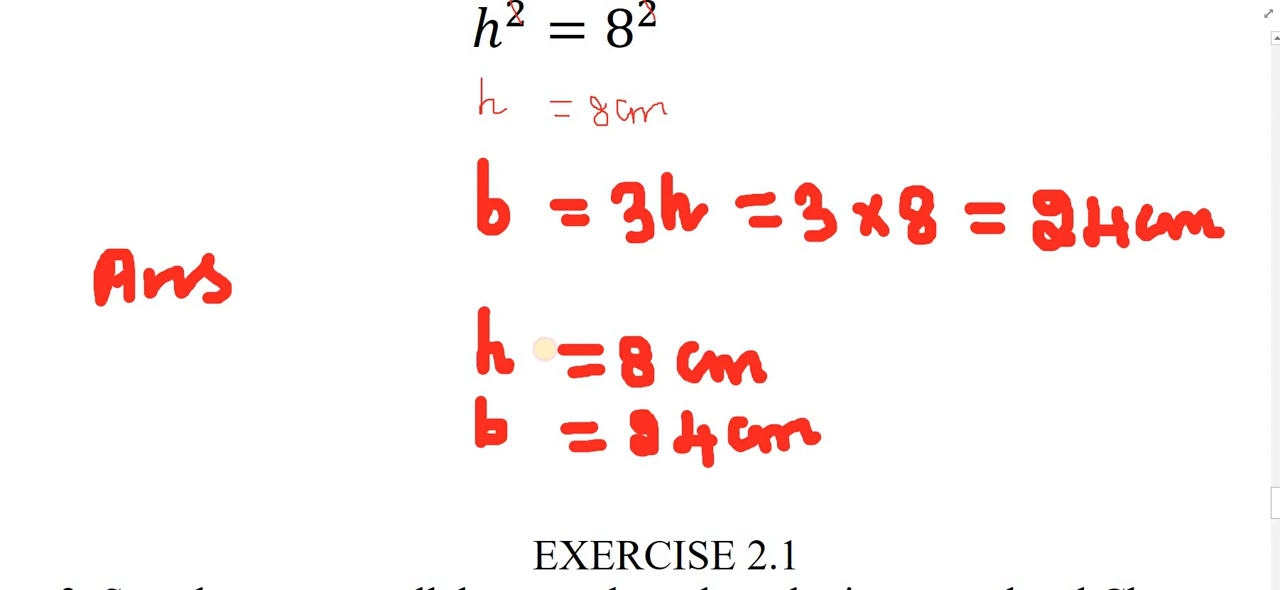 h² = 8²
h = 8cm
b = 3h = 3 × 8 = 24cm
Ans
h = 8 cm
b = 24cm
EXERCISE 2.1